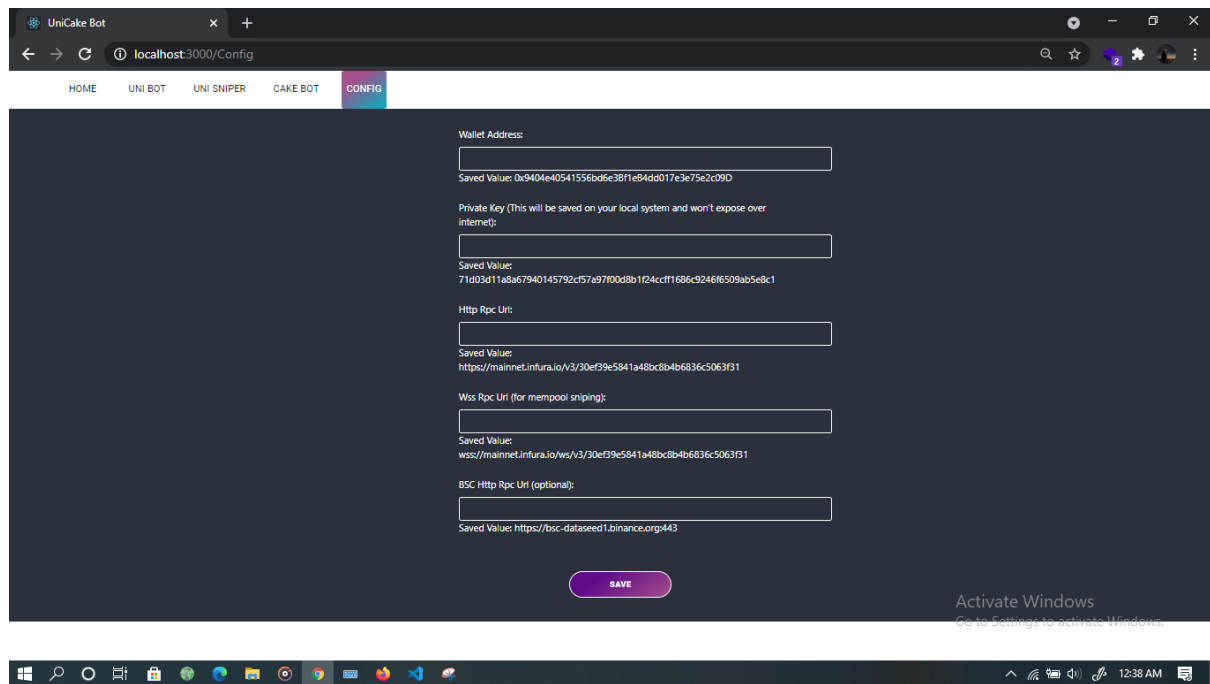 UniCake Bot
localhost:3000/Config
2
HOME UNI BOT UNI SNIPER CAKE BOT CONFIG
Wallet Address:
Saved Value: 0x9404e40541556bd6e3Bf1eB4dd017e3e75e2c09D
Private Key (This will be saved on your local system and won't expose over
internet):
Saved Value:
71d03d11a8a67940145792cf57a97f00d8b1f24ccff1686c9246f6509ab5e8c1
Http Rpc Url:
Saved Value:
https://mainnet.infura.io/v3/30ef39e5841a48bc8b4b6836c5063f31
Wss Rpc Url (for mempool sniping):
Saved Value:
wss://mainnet.infura.io/ws/v3/30ef39e5841a48bc8b4b6836c5063f31
BSC Http Rpc Url (optional):
Saved Value: https://bsc-dataseed1.binance.org:443
SAVE
Activate Windows
Go to Settings to activate Windows.
12:38 AM